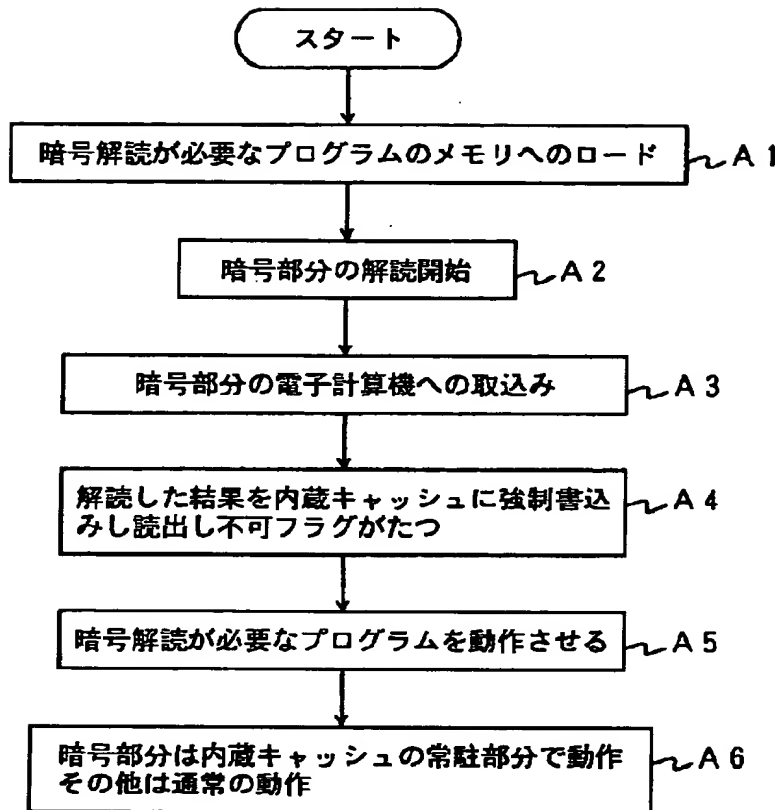 スタート
暗号解読が必要なプログラムのメモリへのロード
A1
暗号部分の解読開始
A2
暗号部分の電子計算機への取込み
A3
解読した結果を内蔵キャッシュに強制書込
みし読出し不可フラグがたつ
A4
暗号解読が必要なプログラムを動作させる
A5
暗号部分は内蔵キャッシュの常駐部分で動作
その他は通常の動作
A6